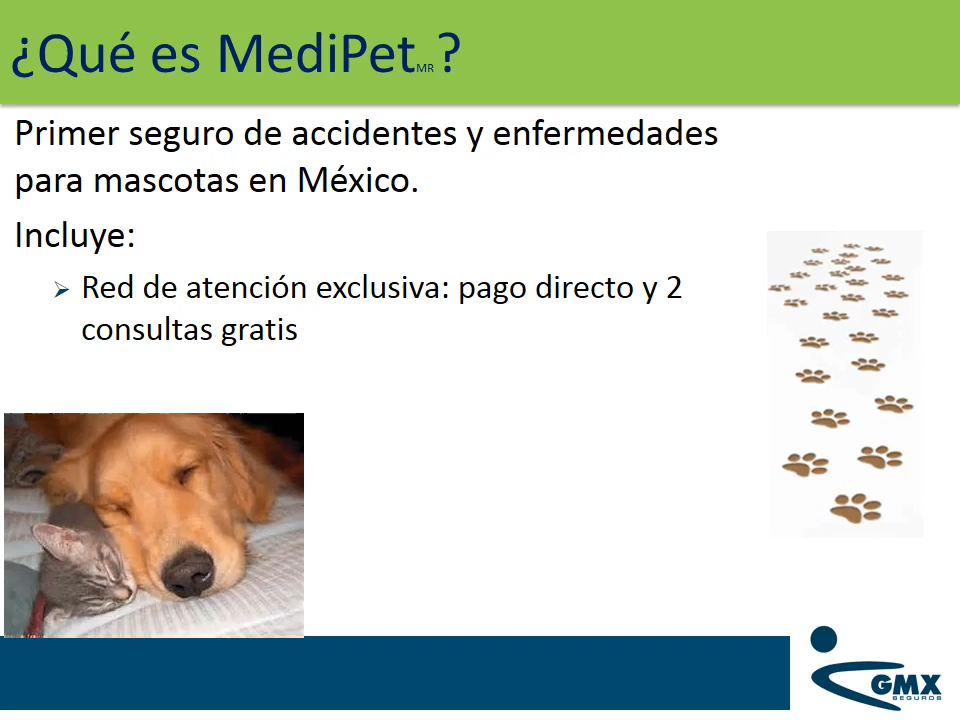 ¿Qué es MediPetMR?
Primer seguro de accidentes y enfermedades
para mascotas en México.
Incluye:
➢ Red de atención exclusiva: pago directo y 2
consultas gratis
GMX
SEGUROS